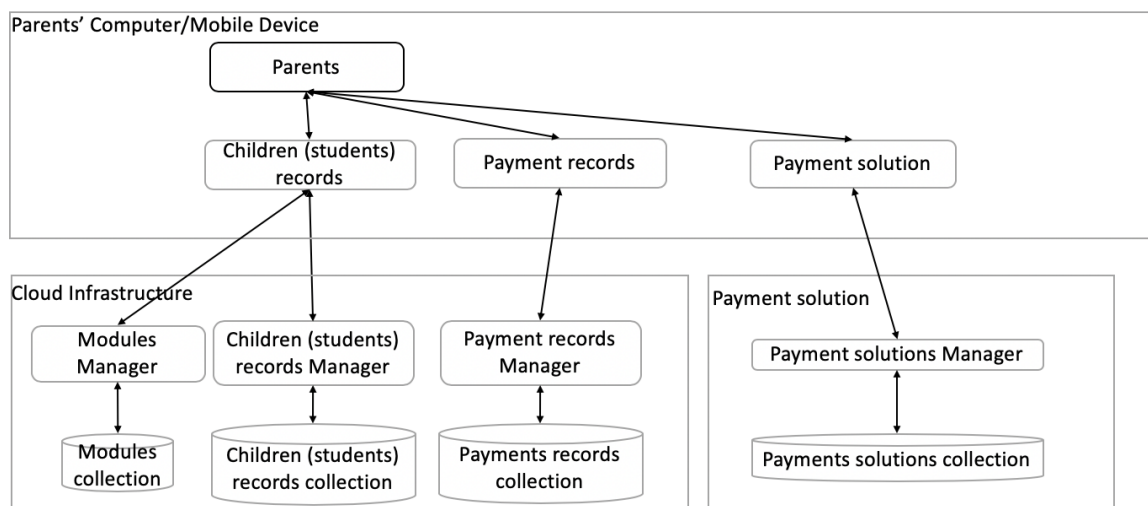 Parents’ Computer/Mobile Device
Parents
Children (students)
records
Payment records
Payment solution
Cloud Infrastructure
Payment solution
Modules
Manager
Children (students)
records Manager
Payment records
Manager
Payment solutions Manager
Modules
collection
Children (students)
records collection
Payments records
collection
Payments solutions collection